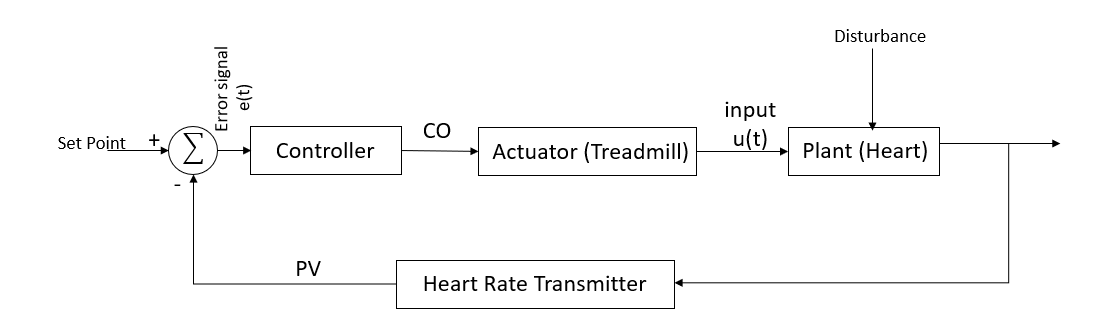 Disturbance
Error signal
e(t)
Set Point
+
Σ
-
Controller
CO
Actuator (Treadmill)
input
u(t)
Plant (Heart)
PV
Heart Rate Transmitter